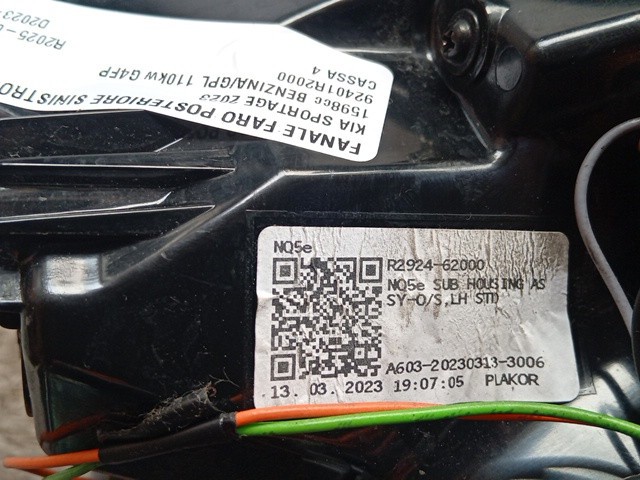 FANALE FARO POSTERIORE SINISTRO
KIA SPORTAGE 2023
1598cc BENZINA/GPL 110kw G4FP
92401R2000
CASSA 4
NQ5e
R2924-62000
NQ5e SUB HOUSING AS
SY-O/S,LH STD
A603-20230313-3006
13. 03. 2023 19:07:05 PLAKOR